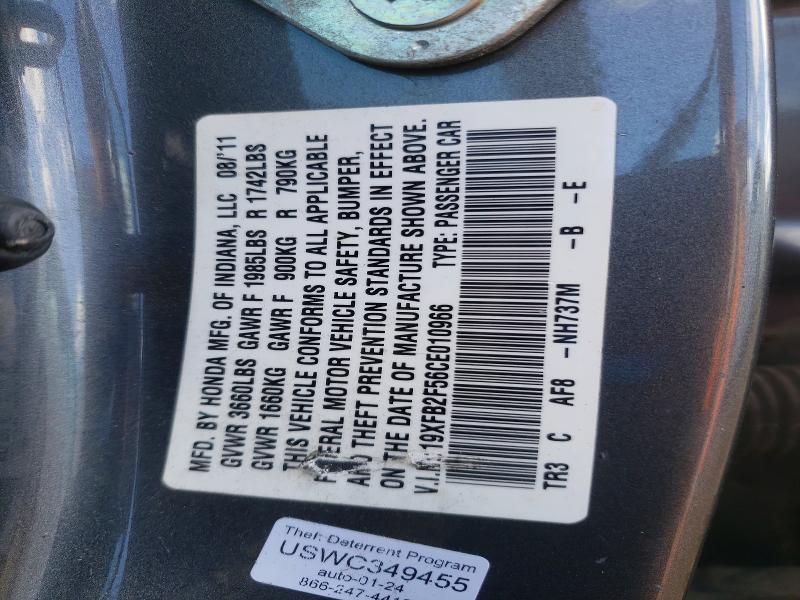 MFD. BY HONDA MFG. OF INDIANA, LLC 08/'11
GVWR 3660LBS GAWR F 1985LBS R 1742LBS
GVWR 1660KG GAWR F 900KG R 790KG
THIS VEHICLE CONFORMS TO ALL APPLICABLE
FEDERAL MOTOR VEHICLE SAFETY, BUMPER,
AND THEFT PREVENTION STANDARDS IN EFFECT
ON THE DATE OF MANUFACTURE SHOWN ABOVE.
V.I. 19XFB2F56CE010966 TYPE: PASSENGER CAR
TR3 C AF8 -NH737M -B -E
Theft Deterrent Program
USWC349455
auto-01-24